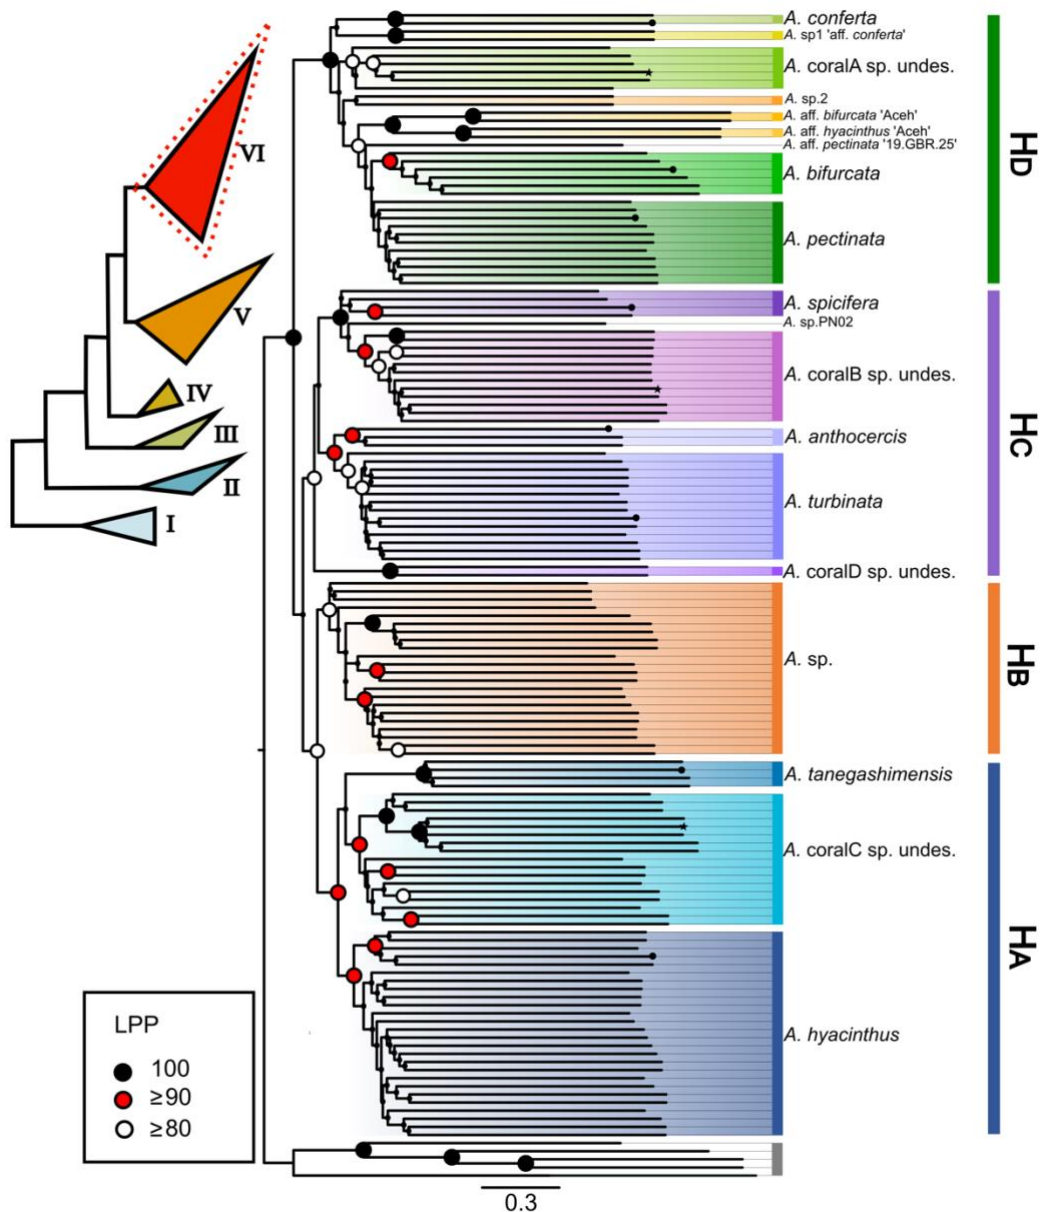 A. conferta
A. sp1 'aff. conferta'
A. coralA sp. undes.
A. sp.2
A. aff. bifurcata 'Aceh'
A. aff. hyacinthus 'Aceh'
A. aff. pectinata '19.GBR.25'
A. bifurcata
A. pectinata
HD
A. spicifera
A. sp.PN02
A. coralB sp. undes.
A. anthocercis
A. turbinata
A. coralD sp. undes.
HC
A. sp.
HB
A. tanegashimensis
A. coralC sp. undes.
A. hyacinthus
HA
VI
V
IV
III
II
I
LPP
100
≥90
≥80
0.3